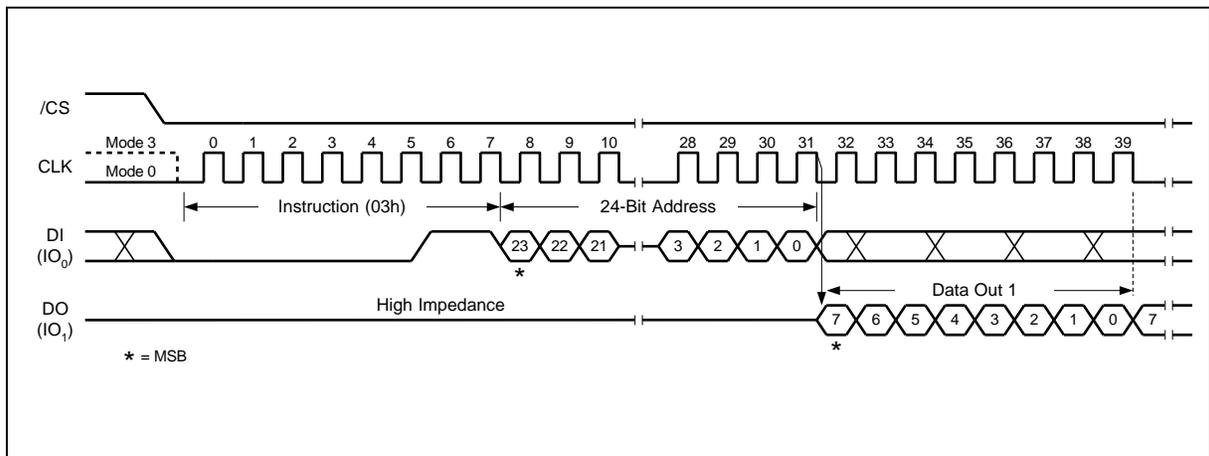 /CS
Mode 3 0 1 2 3 4 5 6 7 8 9 10 28 29 30 31 32 33 34 35 36 37 38 39
CLK Mode 0
Instruction (03h) 24-Bit Address
DI
(IO0) 23 22 21 3 2 1 0
*
Data Out 1
High Impedance
DO
(IO1) 7 6 5 4 3 2 1 0 7
*
* = MSB